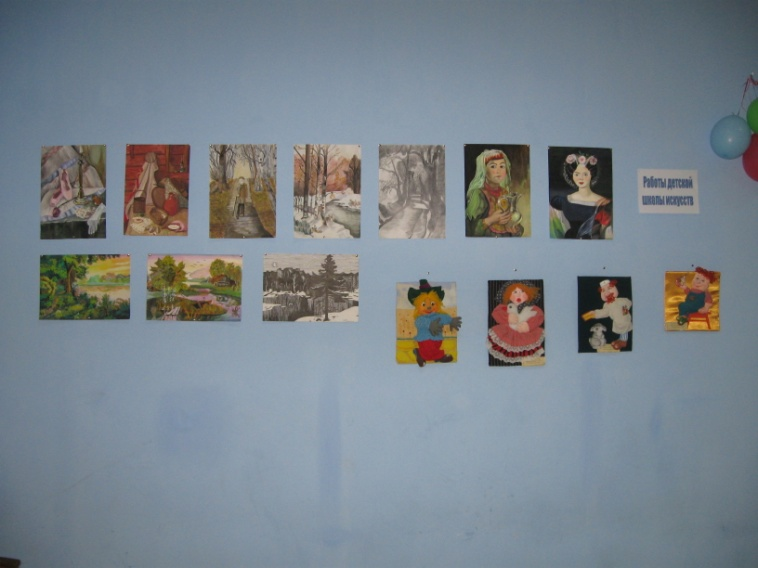 Работы детской
школы искусств